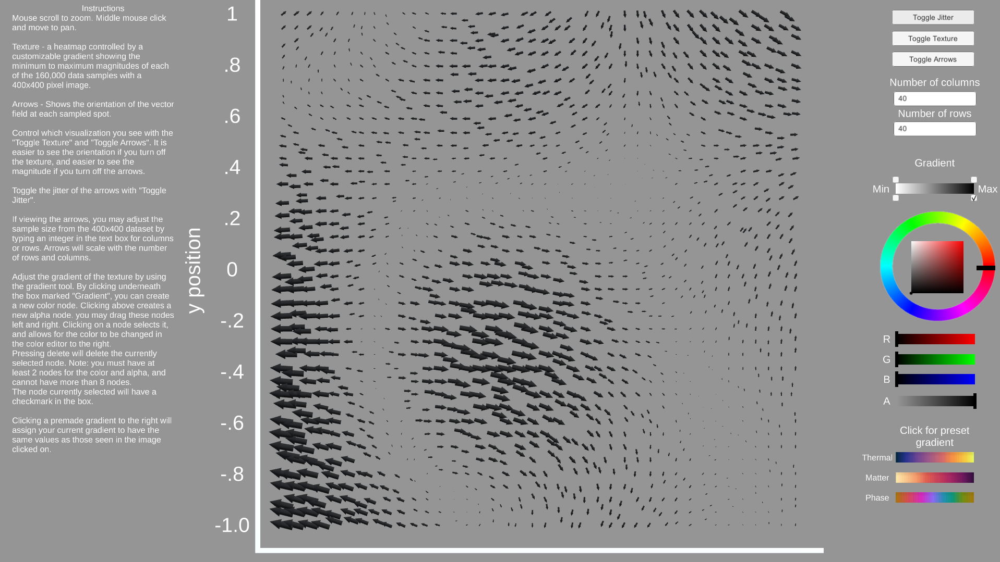 Instructions
Mouse scroll to zoom. Middle mouse click
and move to pan.
Texture - a heatmap controlled by a
customizable gradient showing the
minimum to maximum magnitudes of each
of the 160,000 data samples with a
400x400 pixel image.
Arrows - Shows the orientation of the vector
field at each sampled spot.
Control which visualization you see with the
"Toggle Texture" and "Toggle Arrows". It is
easier to see the orientation if you turn off
the texture, and easier to see the
magnitude if you turn off the arrows.
Toggle the jitter of the arrows with "Toggle
Jitter".
If viewing the arrows, you may adjust the
sample size from the 400x400 dataset by
typing an integer in the text box for columns
or rows. Arrows will scale with the number
of rows and columns.
Adjust the gradient of the texture by using
the gradient tool. By clicking underneath
the box marked "Gradient", you can create
a new color node. Clicking above creates a
new alpha node. you may drag these nodes
left and right. Clicking on a node selects it,
and allows for the color to be changed in
the color editor to the right.
Pressing delete will delete the currently
selected node. Note: you must have at
least 2 nodes for the color and alpha, and
cannot have more than 8 nodes.
The node currently selected will have a
checkmark in the box.
Clicking a premade gradient to the right will
assign your current gradient to have the
same values as those seen in the image
clicked on.
y position
1
.8
.6
.4
.2
0
-.2
-.4
-.6
-.8
-1.0
Toggle Jitter
Toggle Texture
Toggle Arrows
Number of columns
40
Number of rows
40
Gradient
Min
Max
R
G
B
A
Click for preset
gradient
Thermal
Matter
Phase